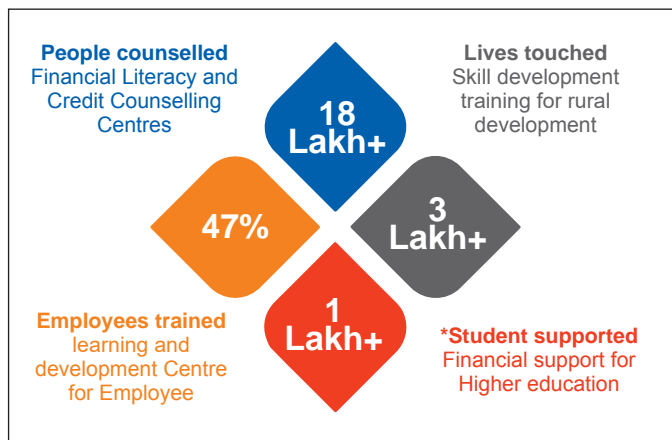 People counselled
Financial Literacy and
Credit Counselling
Centres
18
Lakh+
Lives touched
Skill development
training for rural
development
47%
3
Lakh+
Employees trained
learning and
development Centre
for Employee
1
Lakh+
*Student supported
Financial support for
Higher education